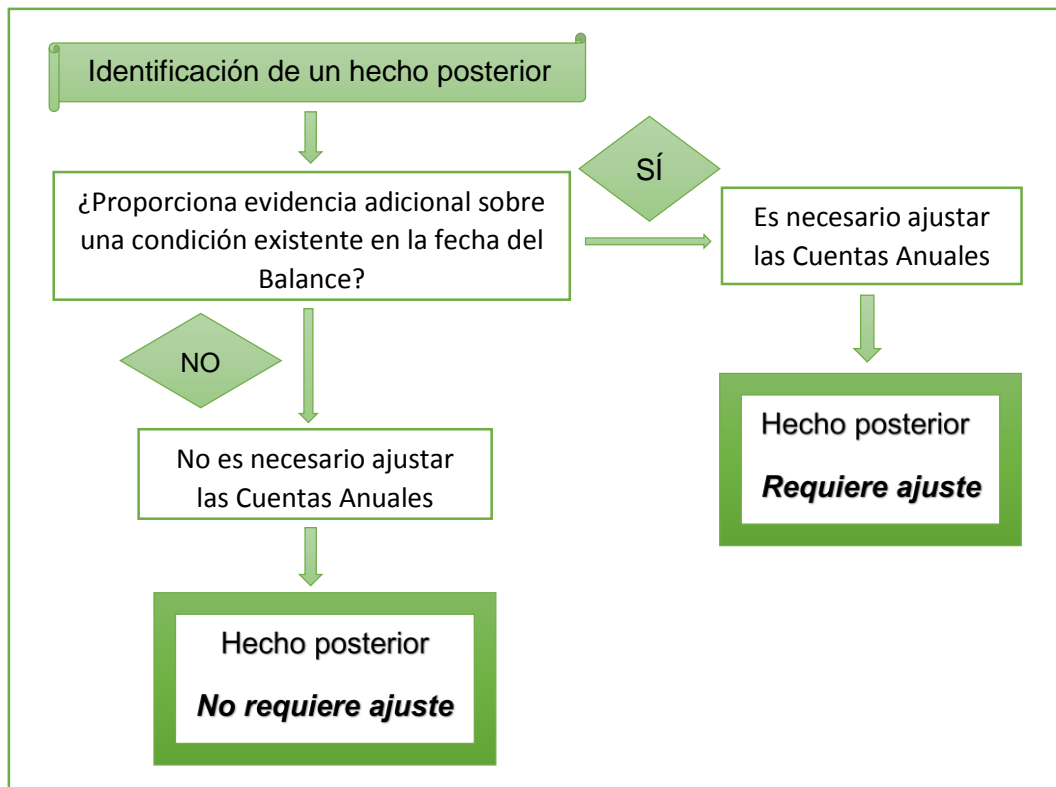 Identificación de un hecho posterior
¿Proporciona evidencia adicional sobre
una condición existente en la fecha del
Balance?
SÍ
Es necesario ajustar
las Cuentas Anuales
Hecho posterior
Requiere ajuste
NO
No es necesario ajustar
las Cuentas Anuales
Hecho posterior
No requiere ajuste